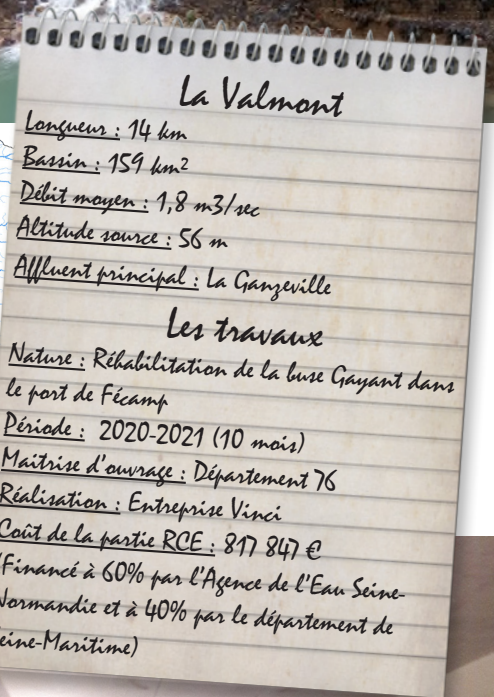 La Valmont
Longueur : 14 km
Bassin : 159 km²
Débit moyen : 1,8 m3/sec
Altitude source : 56 m
Affluent principal : La Ganzeville
Les travaux
Nature : Réhabilitation de la buse Gayant dans
le port de Fécamp
Période : 2020-2021 (10 mois)
Maitrise d'ouvrage : Département 76
Réalisation : Entreprise Vinci
Coût de la partie RCE : 817 847 €
(Financé à 60% par l'Agence de l'Eau Seine-
Normandie et à 40% par le département de
eine-Maritime)